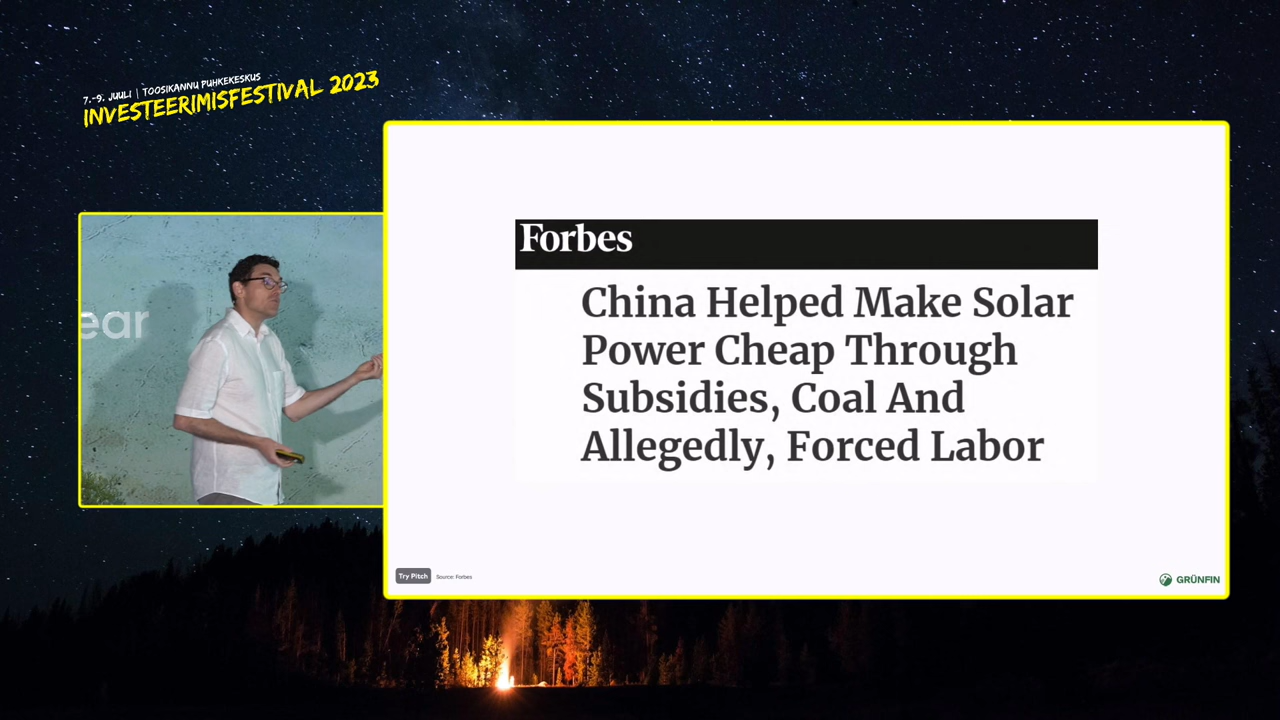 7.-9. JUULI | TOOSIKANNU PUHKEKESKUS
INVESTEERIMISFESTIVAL 2023
ear
Forbes
China Helped Make Solar
Power Cheap Through
Subsidies, Coal And
Allegedly, Forced Labor
Try Pitch
Source: Forbes
GRÜNFIN